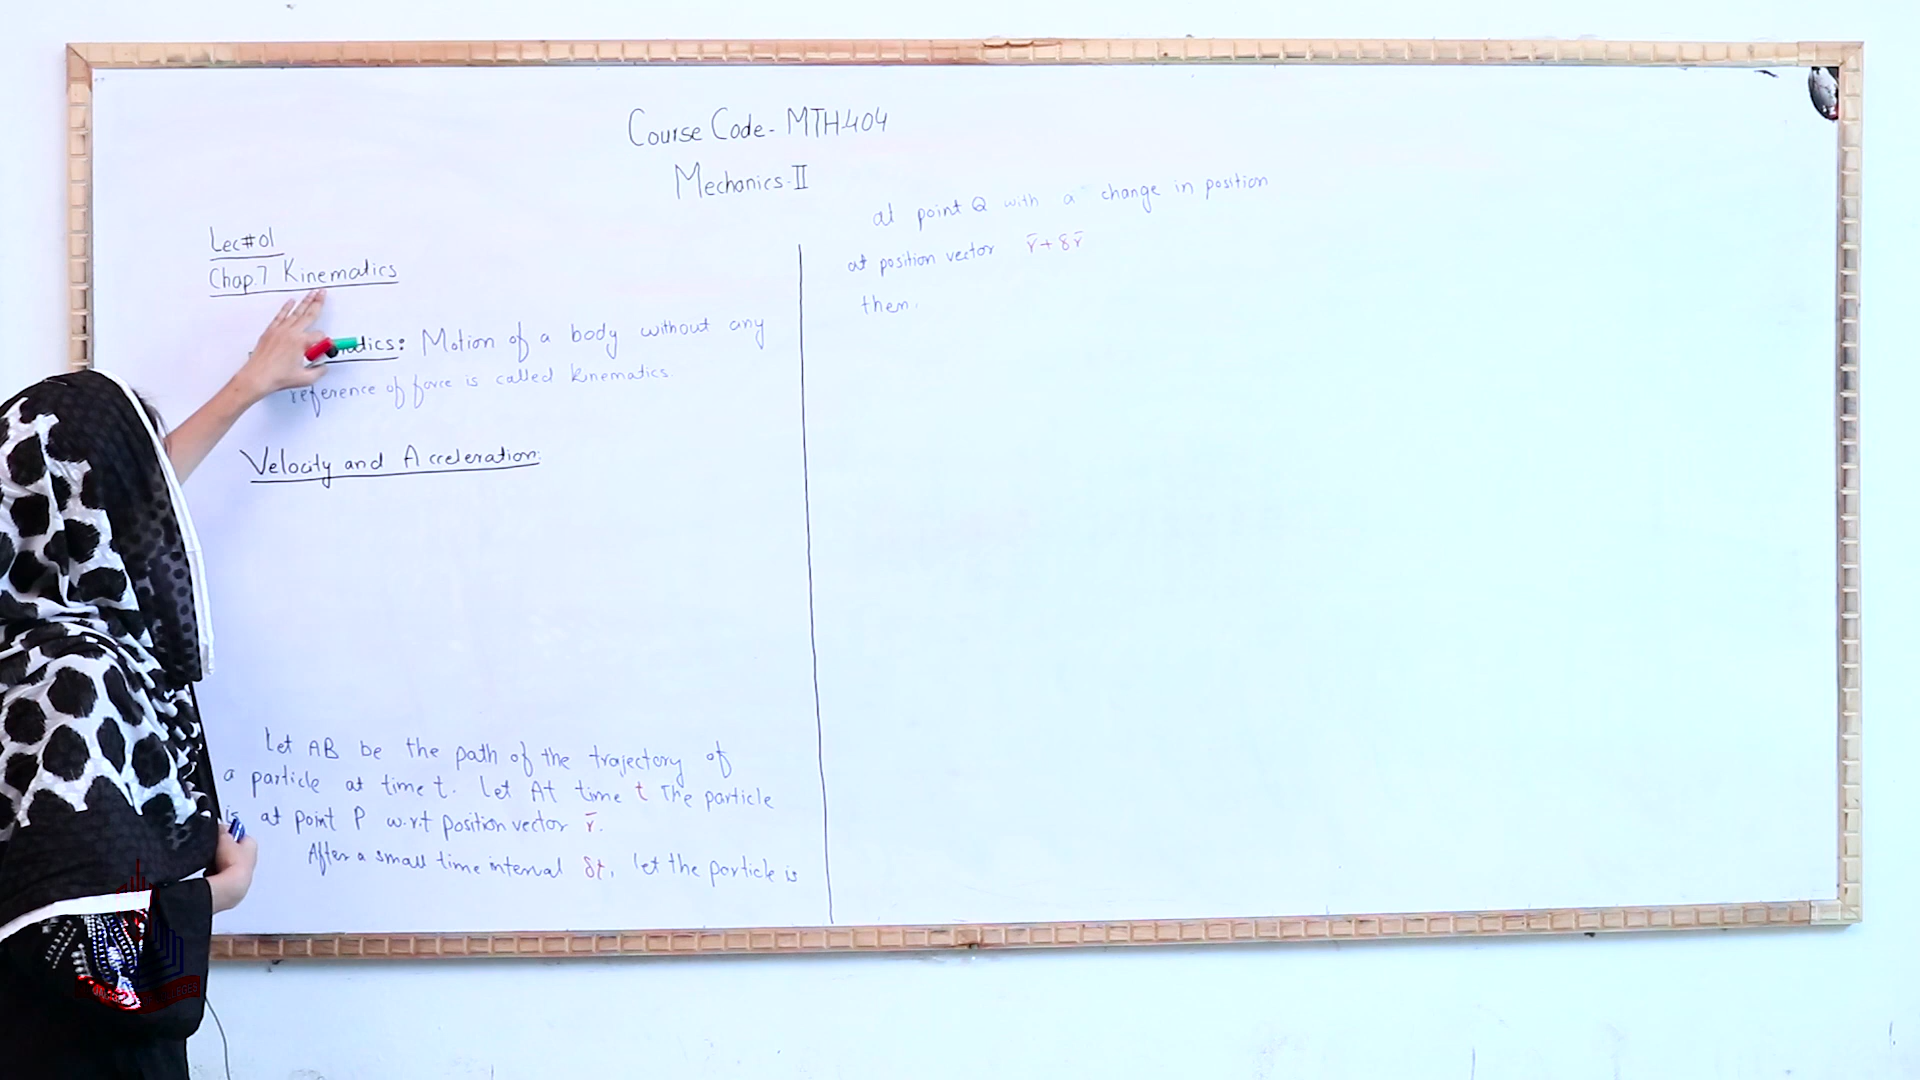 Course Code- MTH404
Mechanics-II
Lec#01
Chap.7 Kinematics
matics: Motion of a body without any
reference of force is called kinematics.
Velocity and Acceleration:
Let AB be the path of the trajectory of
a particle at time t. Let At time t The particle
is at point P w.r.t position vector r̄.
After a small time interval δt, let the particle is
at point Q with a change in position
at position vector r̄+δr̄
then.